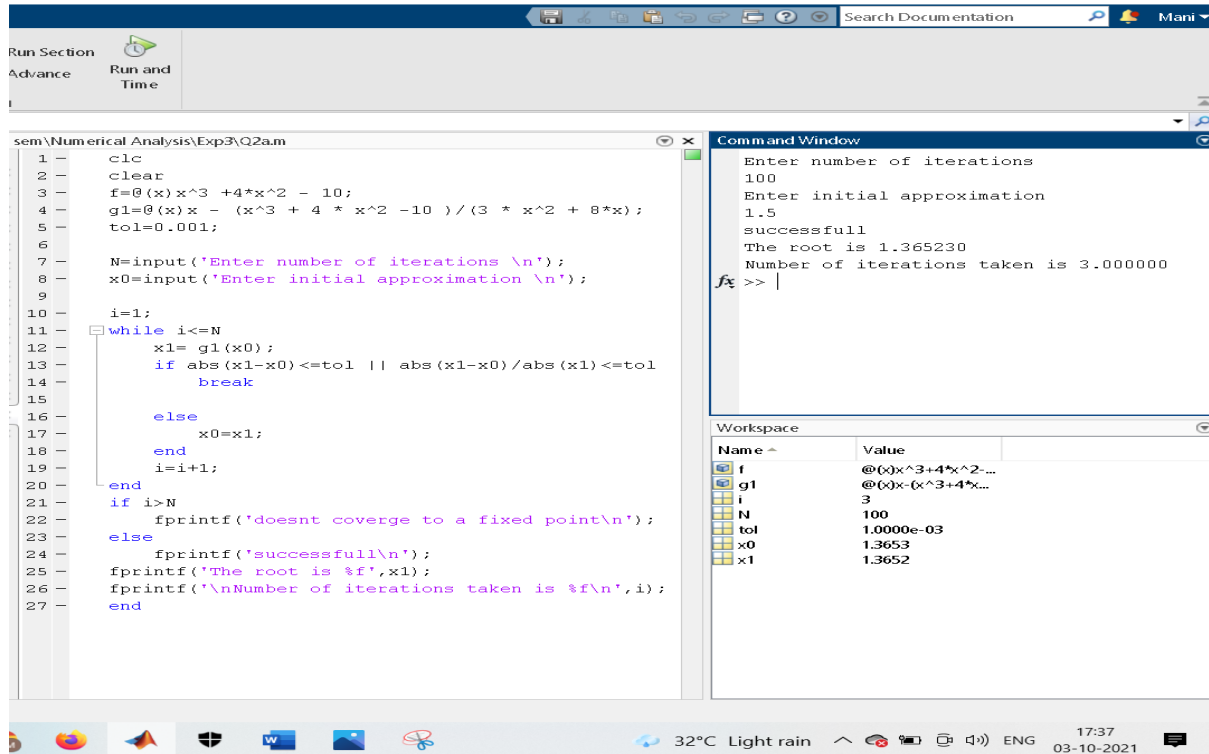 Search Documentation
Mani
Run Section
Advance
Run and
Time
sem\Numerical Analysis\Exp3\Q2a.m
1 – clc
2 – clear
3 – f=@(x)x^3 +4*x^2 - 10;
4 – g1=@(x)x - (x^3 + 4 * x^2 -10 )/(3 * x^2 + 8*x);
5 – tol=0.001;
6
7 – N=input('Enter number of iterations \n');
8 – x0=input('Enter initial approximation \n');
9
10 – i=1;
11 – while i<=N
12 – x1= g1(x0);
13 – if abs(x1-x0)<=tol || abs(x1-x0)/abs(x1)<=tol
14 – break
15
16 – else
17 – x0=x1;
18 – end
19 – i=i+1;
20 – end
21 – if i>N
22 – fprintf('doesnt coverge to a fixed point\n');
23 – else
24 – fprintf('successfull\n');
25 – fprintf('The root is %f',x1);
26 – fprintf('\nNumber of iterations taken is %f\n',i);
27 – end
Command Window
Enter number of iterations
100
Enter initial approximation
1.5
successfull
The root is 1.365230
Number of iterations taken is 3.000000
fx >>
Workspace
Name Value
f @(x)x^3+4*x^2-...
g1 @(x)x-(x^3+4*x...
i 3
N 100
tol 1.0000e-03
x0 1.3653
x1 1.3652
32°C Light rain
ENG
17:37
03-10-2021